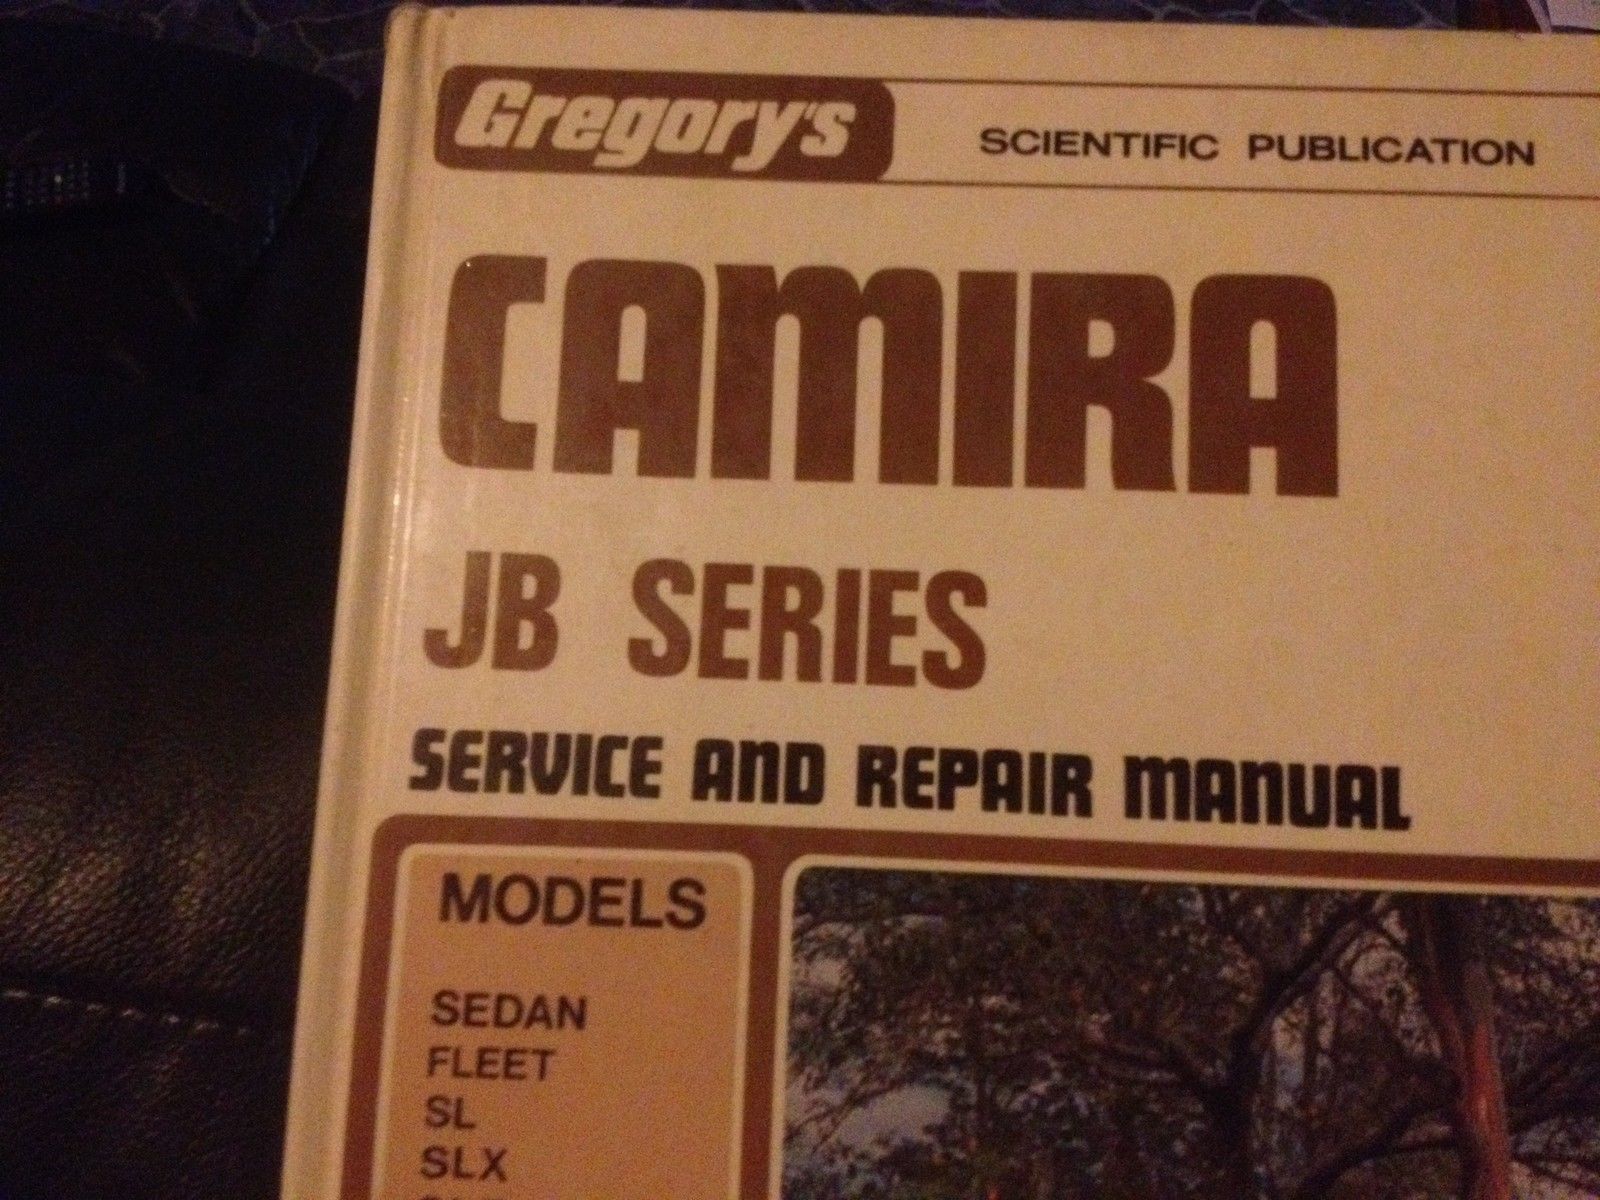 Gregory's
SCIENTIFIC PUBLICATION
CAMIRA
JB SERIES
SERVICE AND REPAIR MANUAL
MODELS
SEDAN
FLEET
SL
SLX